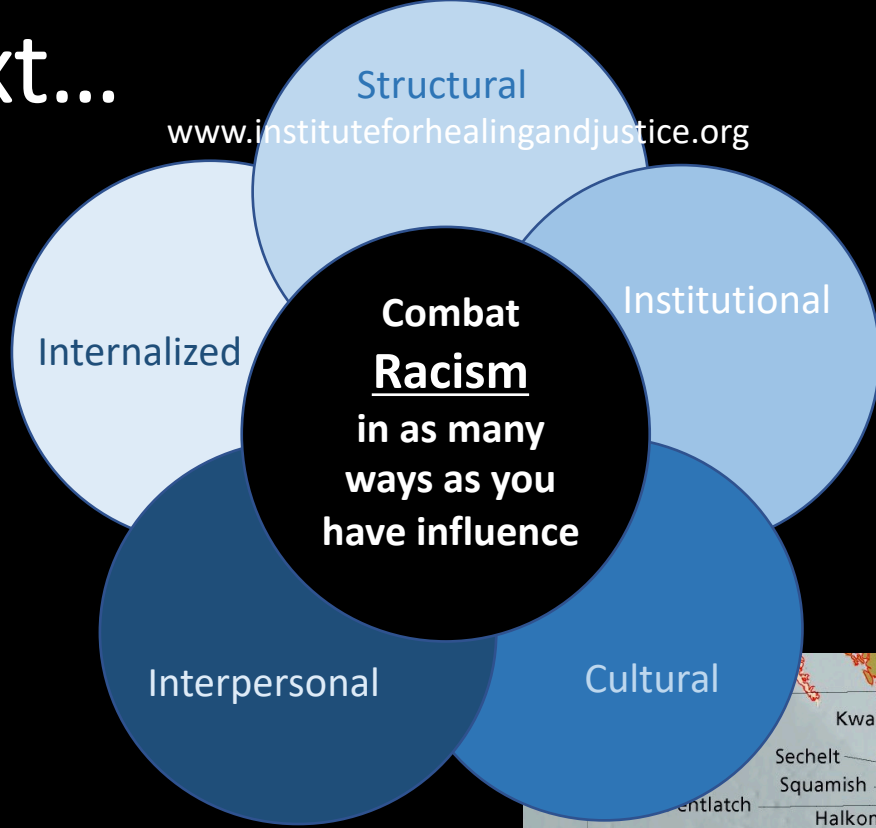 xt...
Structural
www.instituteforhealingandjustice.org
Institutional
Internalized
Combat
Racism
in as many
ways as you
have influence
Interpersonal
Cultural
Kwa
Sechelt
Squamish
entlatch
Halkon